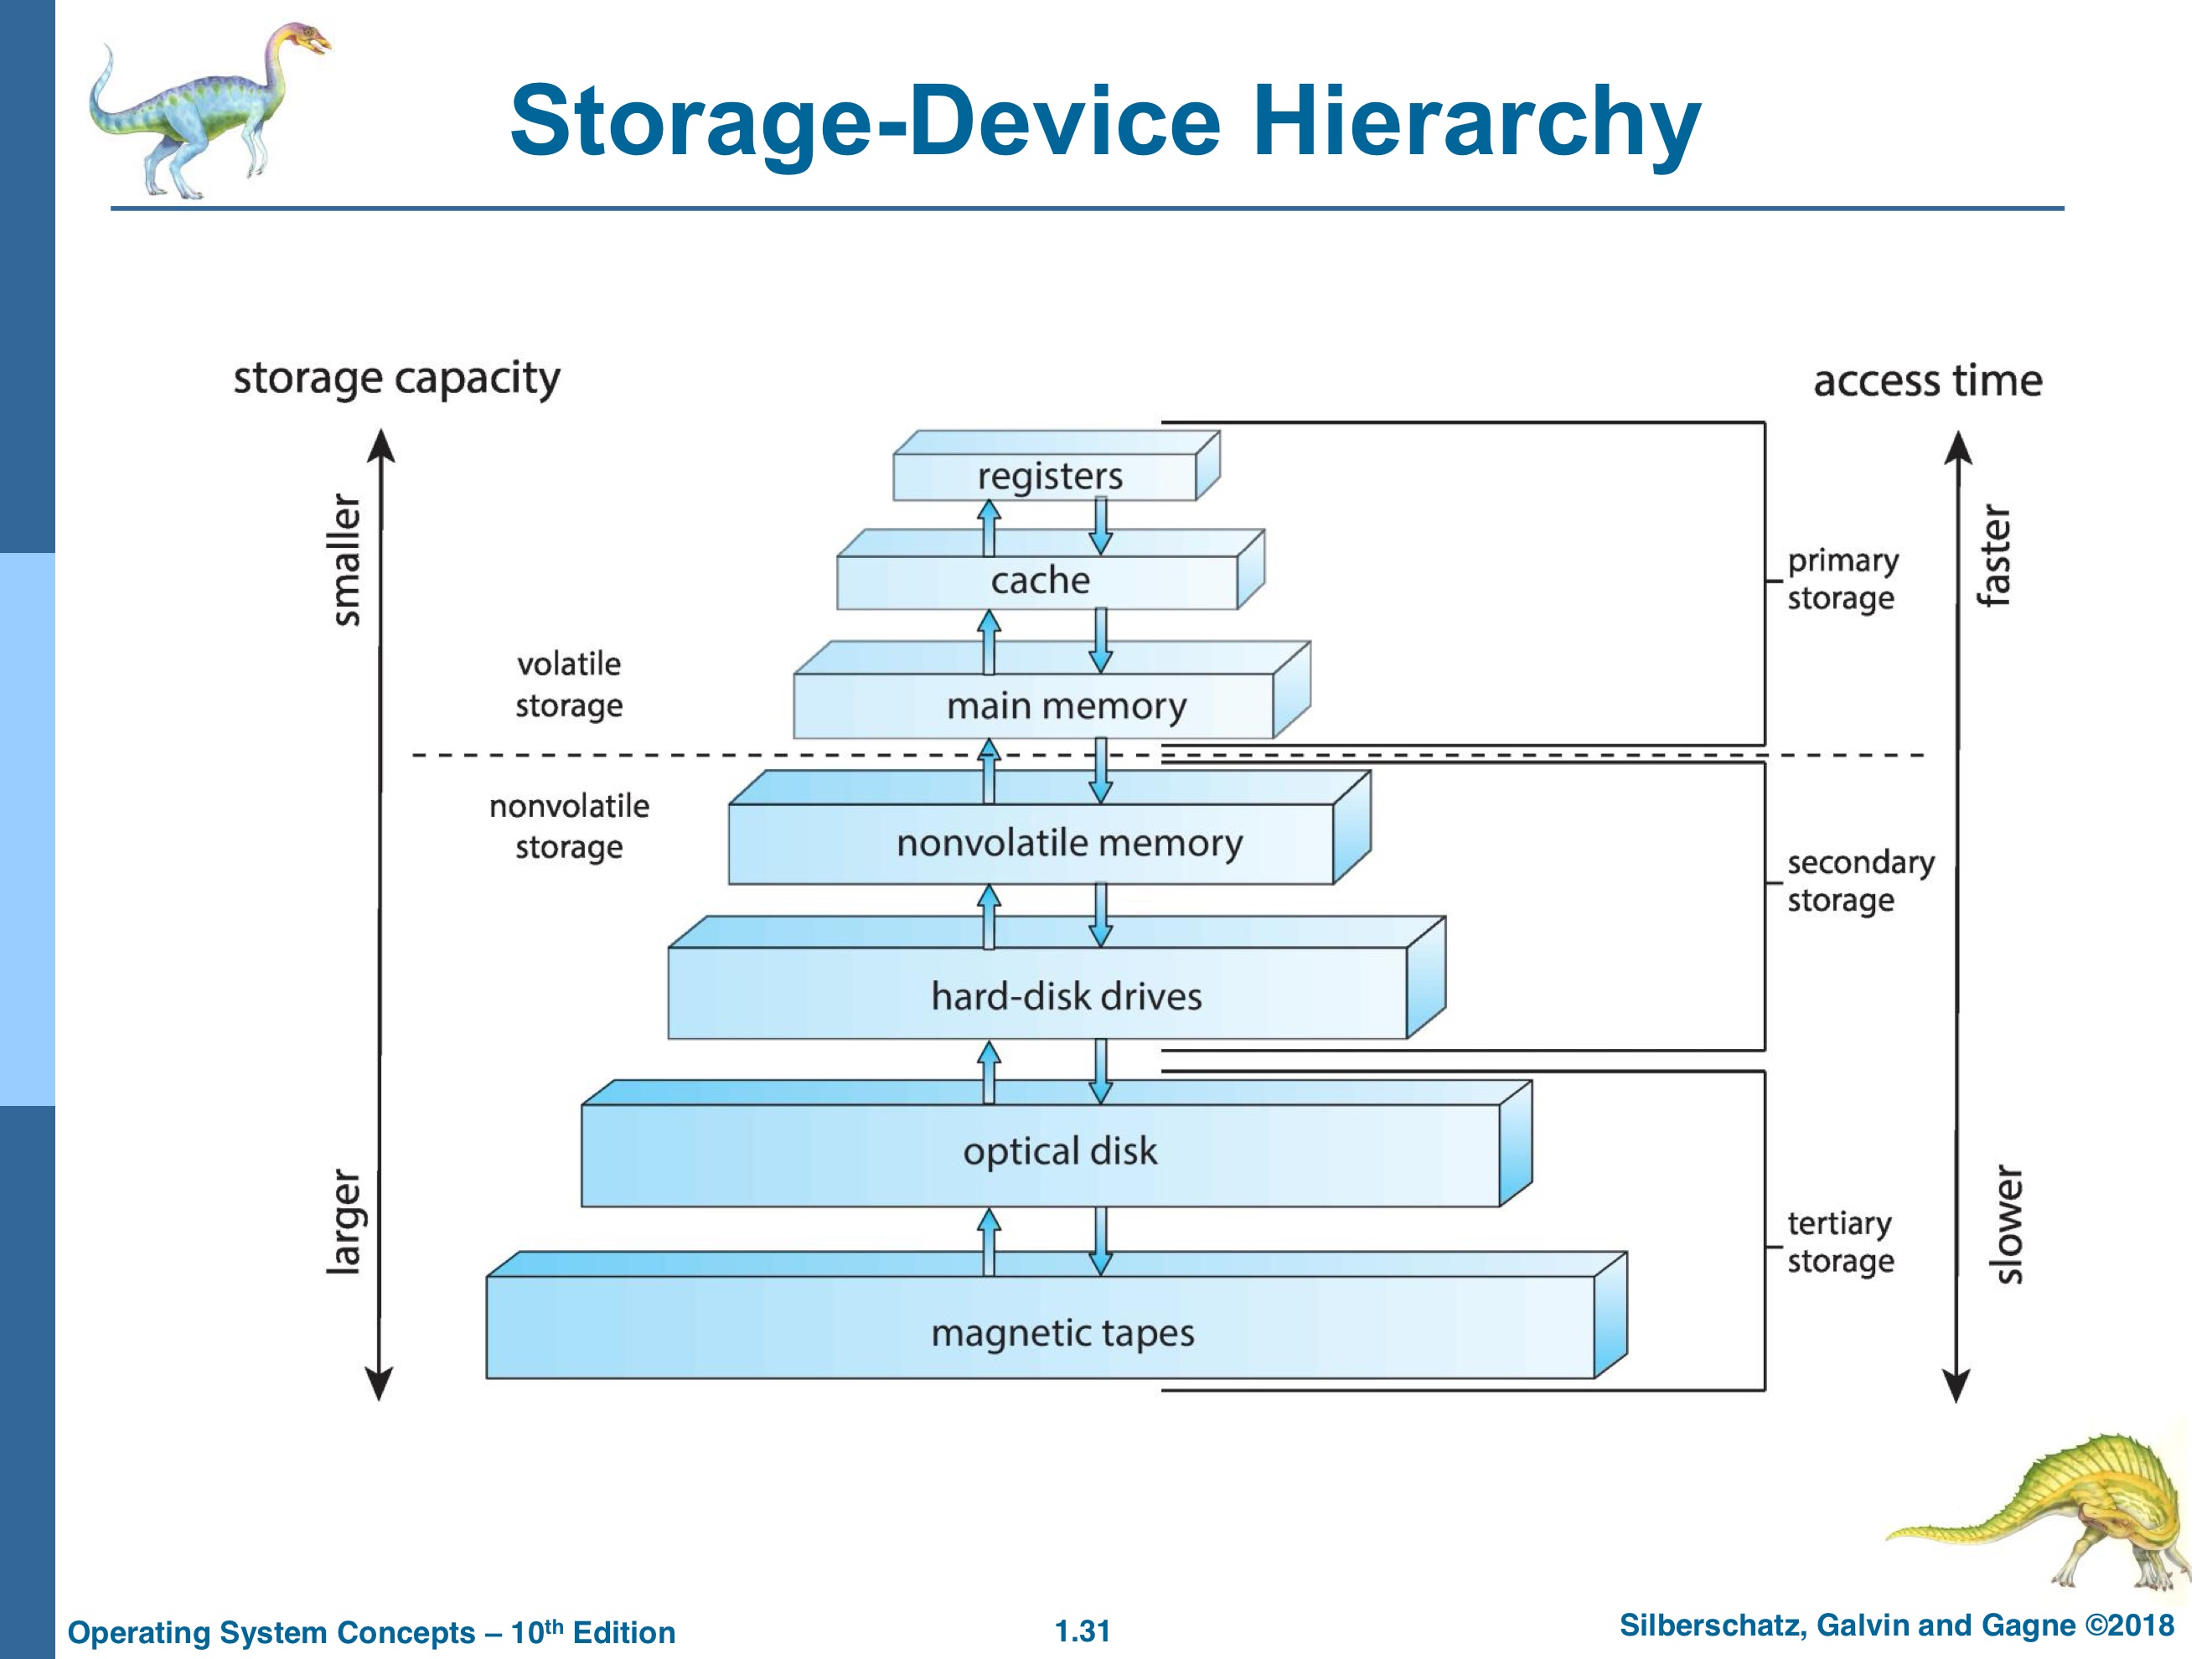 Storage-Device Hierarchy
storage capacity
access time
smaller
larger
faster
slower
registers
cache
main memory
volatile
storage
nonvolatile
storage
nonvolatile memory
hard-disk drives
optical disk
magnetic tapes
primary
storage
secondary
storage
tertiary
storage
Operating System Concepts – 10th Edition
1.31
Silberschatz, Galvin and Gagne ©2018